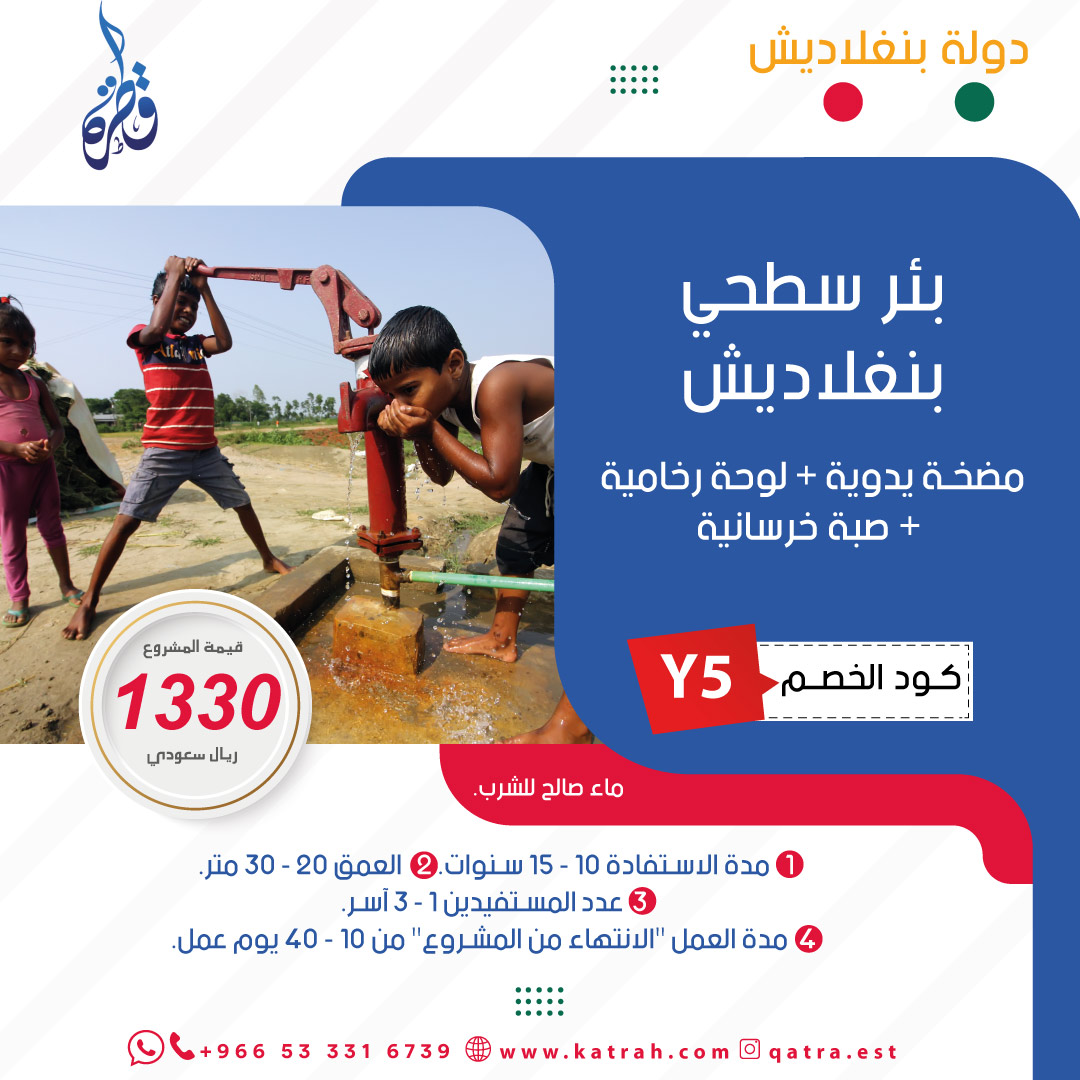 قطرة
دولة بنغلاديش
بئر سطحي
بنغلاديش
مضخة يدوية + لوحة رخامية
+ صبة خرسانية
كود الخصم
Y5
قيمة المشروع
1330
ريال سعودي
ماء صالح للشرب.
1 مدة الاستفادة 10 - 15 سنوات. 2 العمق 20 - 30 متر.
3 عدد المستفيدين 1 - 3 آسر.
4 مدة العمل "الانتهاء من المشروع" من 10 - 40 يوم عمل.
+966 53 331 6739 www.katrah.com qatra.est